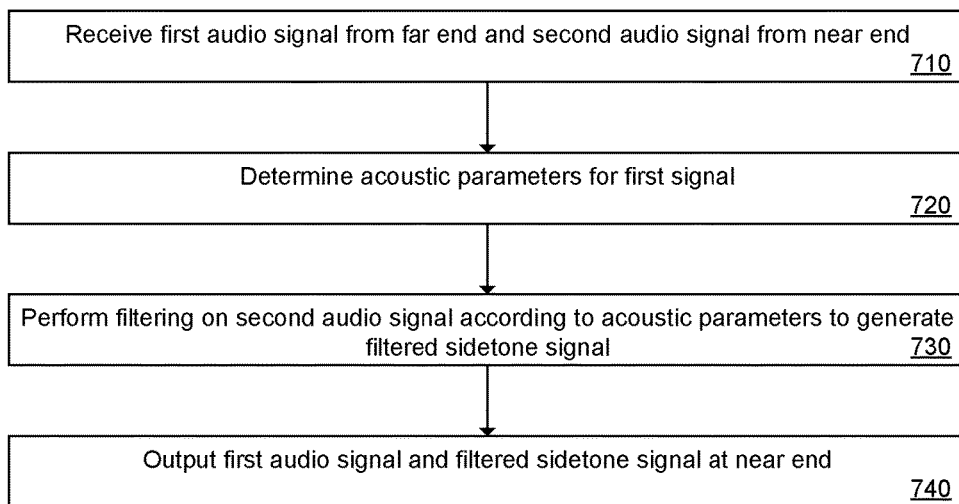 Receive first audio signal from far end and second audio signal from near end
710
Determine acoustic parameters for first signal
720
Perform filtering on second audio signal according to acoustic parameters to generate
filtered sidetone signal 730
Output first audio signal and filtered sidetone signal at near end
740